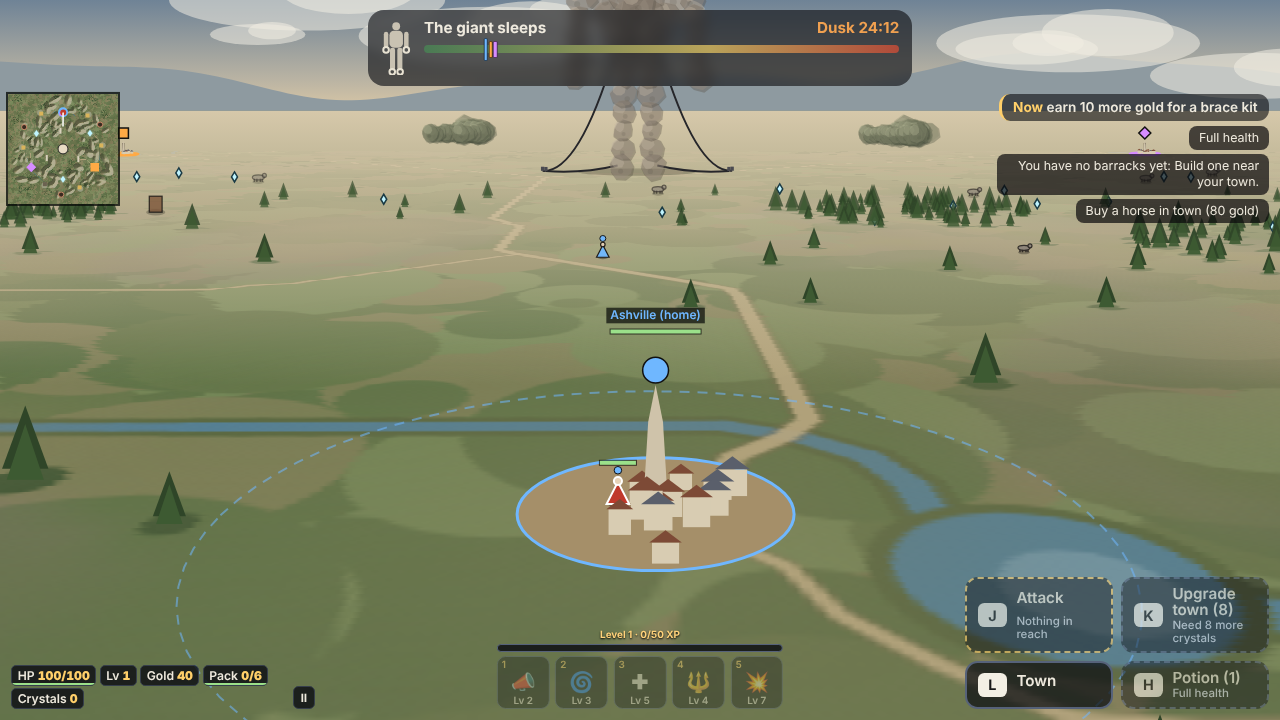 The giant sleeps
Dusk 24:12
Now earn 10 more gold for a brace kit
Full health
You have no barracks yet: Build one near
your town.
Buy a horse in town (80 gold)
Ashville (home)
Level 1 · 0/50 XP
1
Lv 2
2
Lv 3
3
Lv 5
4
Lv 4
5
Lv 7
HP 100/100
Lv 1
Gold 40
Pack 0/6
Crystals 0
J
Attack
Nothing in
reach
K
Upgrade
town (8)
Need 8 more
crystals
L
Town
H
Potion (1)
Full health